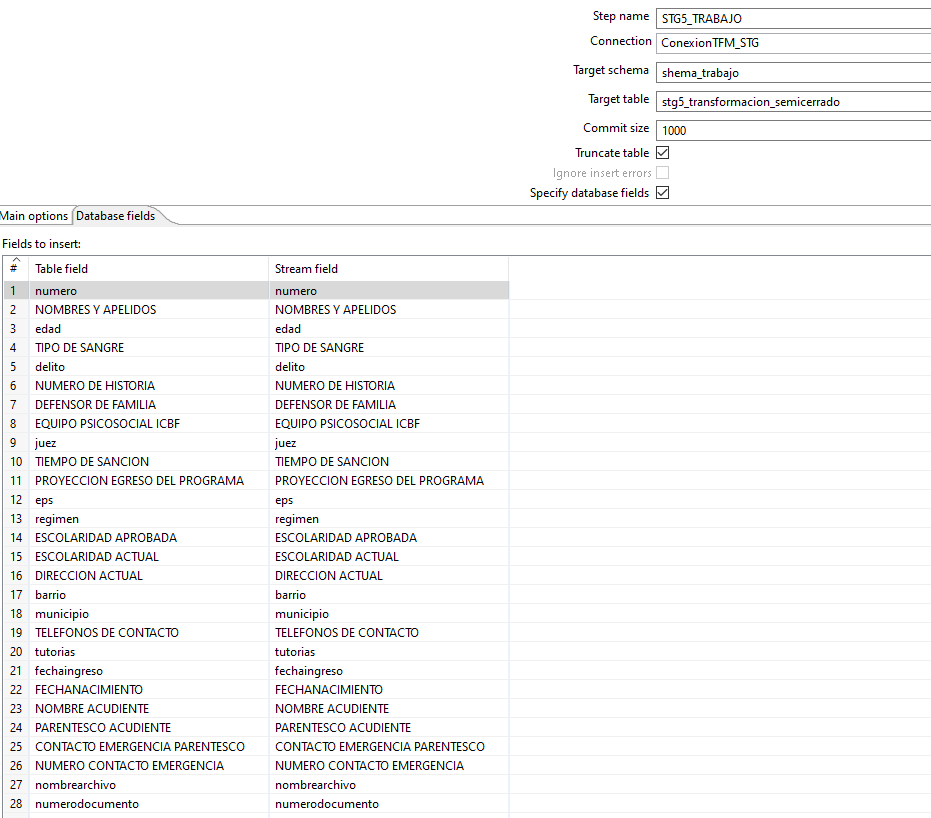 Step name STG5_TRABAJO
Connection ConexionTFM_STG
Target schema shema_trabajo
Target table stg5_transformacion_semicerrado
Commit size 1000
Truncate table
Ignore insert errors
Specify database fields
Main options Database fields
Fields to insert:
# Table field Stream field
1 numero numero
2 NOMBRES Y APELIDOS NOMBRES Y APELIDOS
3 edad edad
4 TIPO DE SANGRE TIPO DE SANGRE
5 delito delito
6 NUMERO DE HISTORIA NUMERO DE HISTORIA
7 DEFENSOR DE FAMILIA DEFENSOR DE FAMILIA
8 EQUIPO PSICOSOCIAL ICBF EQUIPO PSICOSOCIAL ICBF
9 juez juez
10 TIEMPO DE SANCION TIEMPO DE SANCION
11 PROYECCION EGRESO DEL PROGRAMA PROYECCION EGRESO DEL PROGRAMA
12 eps eps
13 regimen regimen
14 ESCOLARIDAD APROBADA ESCOLARIDAD APROBADA
15 ESCOLARIDAD ACTUAL ESCOLARIDAD ACTUAL
16 DIRECCION ACTUAL DIRECCION ACTUAL
17 barrio barrio
18 municipio municipio
19 TELEFONOS DE CONTACTO TELEFONOS DE CONTACTO
20 tutorias tutorias
21 fechaingreso fechaingreso
22 FECHANACIMIENTO FECHANACIMIENTO
23 NOMBRE ACUDIENTE NOMBRE ACUDIENTE
24 PARENTESCO ACUDIENTE PARENTESCO ACUDIENTE
25 CONTACTO EMERGENCIA PARENTESCO CONTACTO EMERGENCIA PARENTESCO
26 NUMERO CONTACTO EMERGENCIA NUMERO CONTACTO EMERGENCIA
27 nombrearchivo nombrearchivo
28 numerodocumento numerodocumento